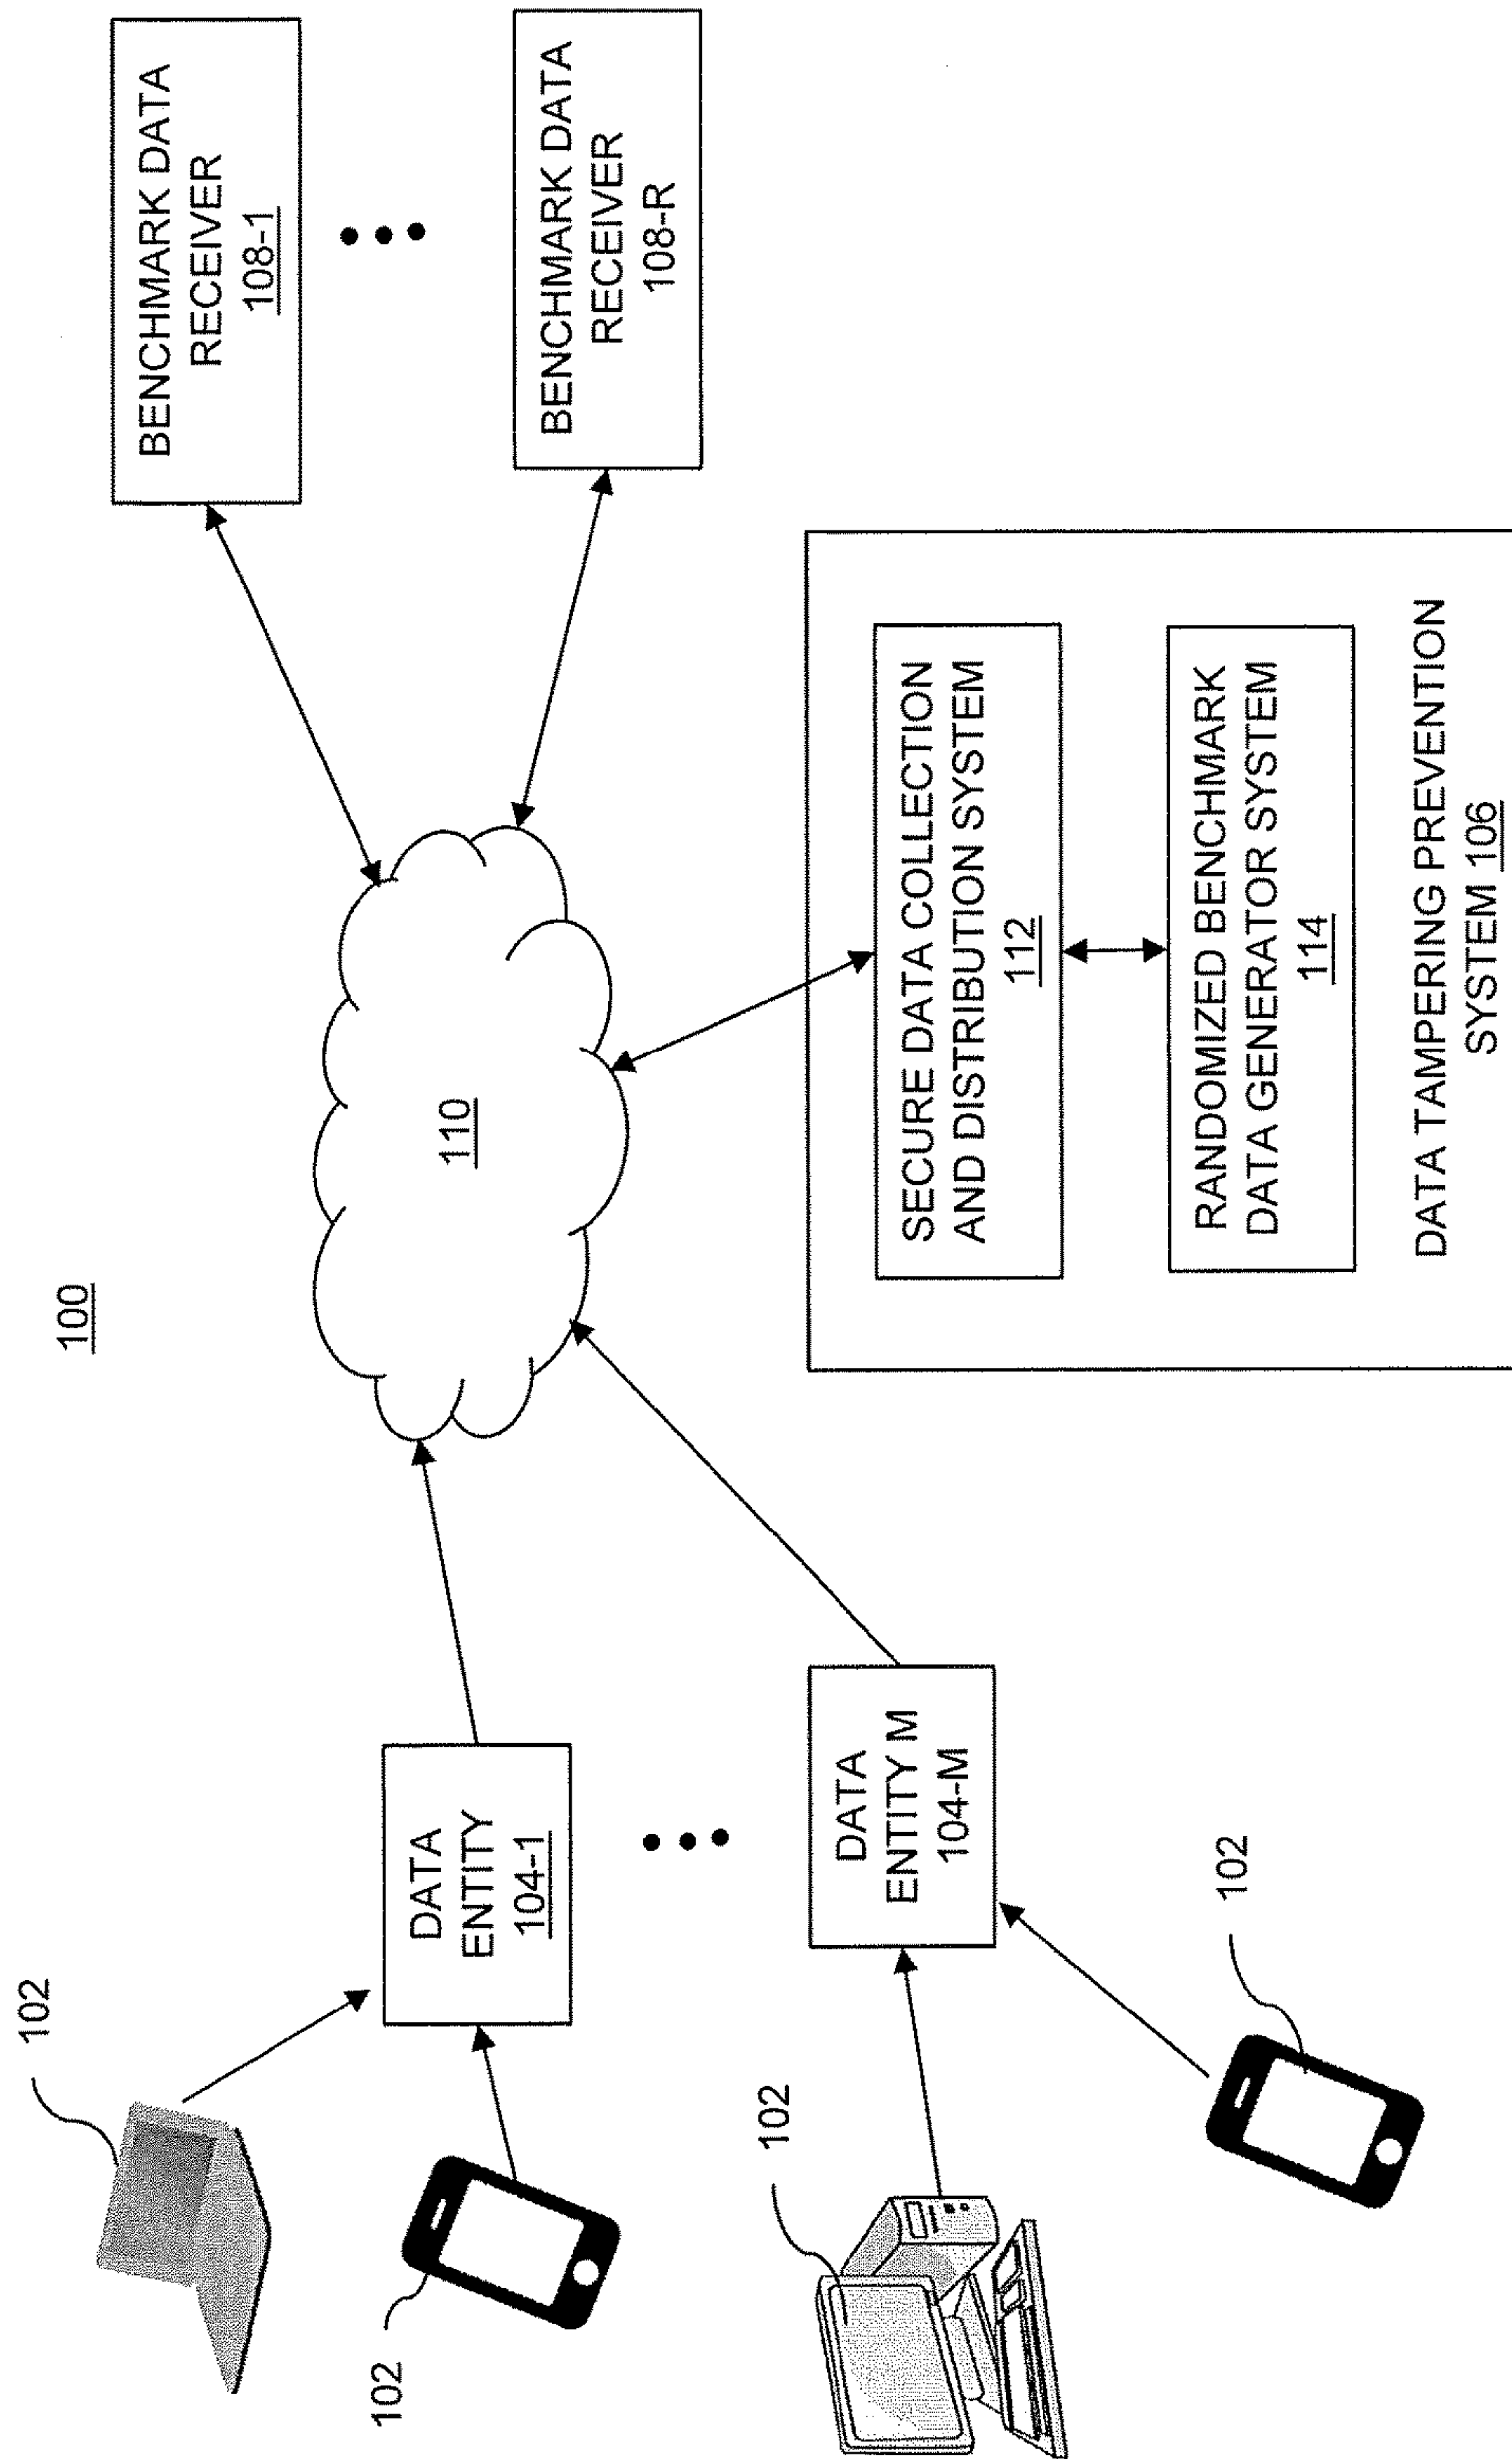 100
102
102
DATA
ENTITY
104-1
102
DATA
ENTITY M
104-M
102
110
BENCHMARK DATA
RECEIVER
108-1
BENCHMARK DATA
RECEIVER
108-R
SECURE DATA COLLECTION
AND DISTRIBUTION SYSTEM
112
RANDOMIZED BENCHMARK
DATA GENERATOR SYSTEM
114
DATA TAMPERING PREVENTION
SYSTEM 106